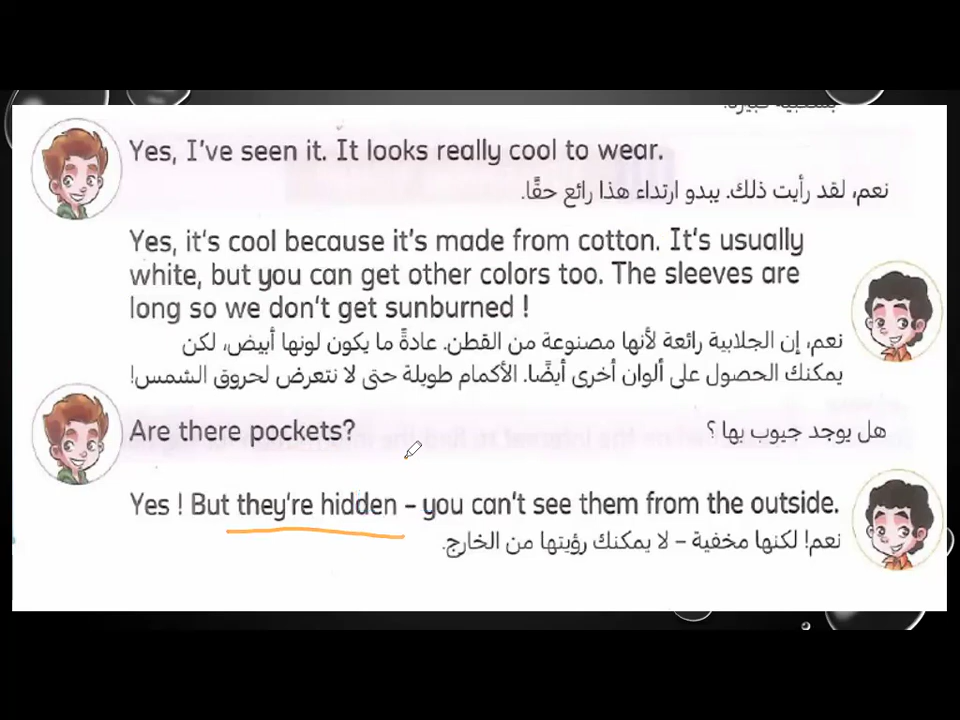 Yes, I've seen it. It looks really cool to wear.
نعم، لقد رأيت ذلك. يبدو ارتداء هذا رائع حقًا.
Yes, it's cool because it's made from cotton. It's usually
white, but you can get other colors too. The sleeves are
long so we don't get sunburned !
نعم، إن الجلابية رائعة لأنها مصنوعة من القطن. عادةً ما يكون لونها أبيض، لكن
يمكنك الحصول على ألوان أخرى أيضًا. الأكمام طويلة حتى لا نتعرض لحروق الشمس!
Are there pockets?
هل يوجد جيوب بها ؟
Yes ! But they're hidden – you can't see them from the outside.
نعم! لكنها مخفية – لا يمكنك رؤيتها من الخارج.